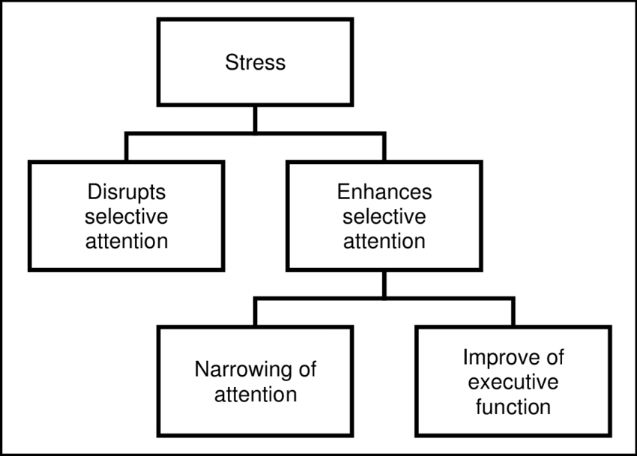 Stress
Disrupts
selective
attention
Enhances
selective
attention
Narrowing of
attention
Improve of
executive
function